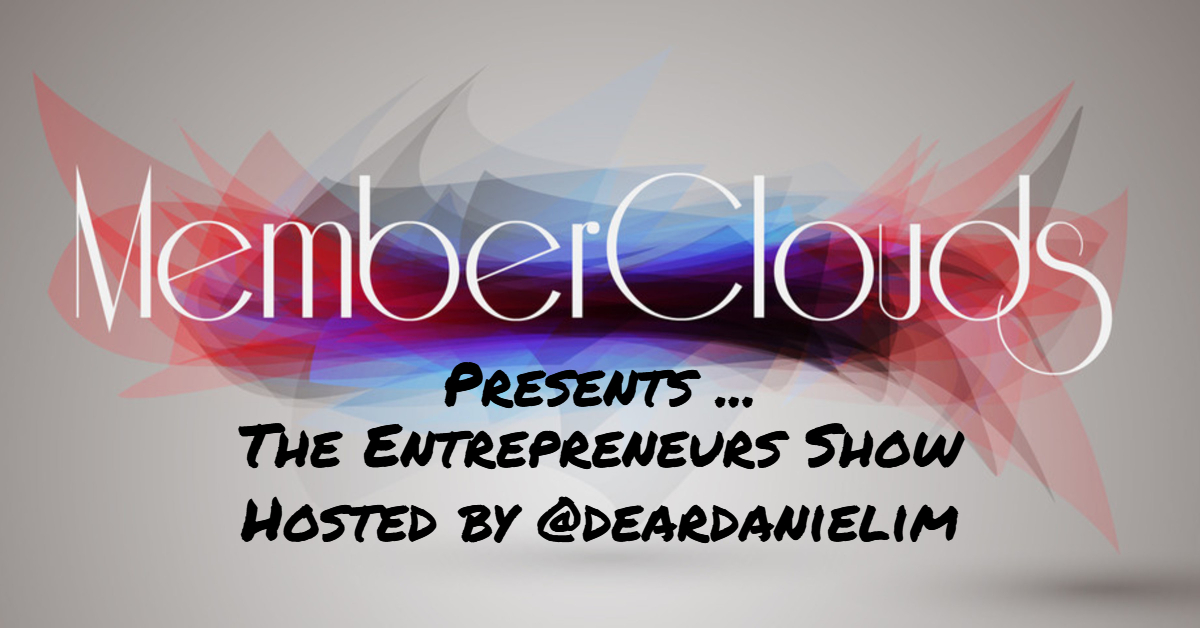 MemberClouds
Presents ...
The Entrepreneurs Show
Hosted by @deardanielim